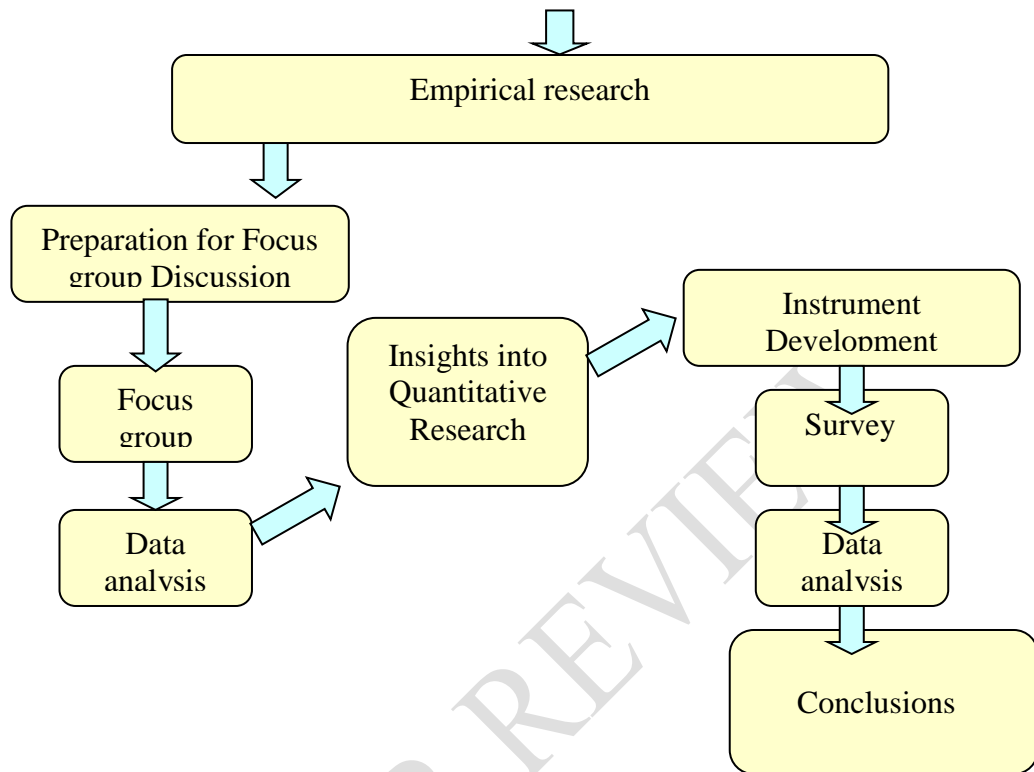 Empirical research
Preparation for Focus
group Discussion
Focus
group
Data
analysis
Insights into
Quantitative
Research
Instrument
Development
Survey
Data
analysis
Conclusions
R REVIEW